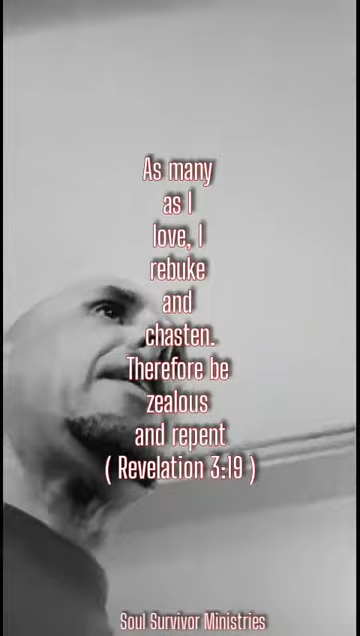 As many
as I
love, I
rebuke
and
chasten.
Therefore be
zealous
and repent
( Revelation 3:19 )
Soul Survivor Ministries